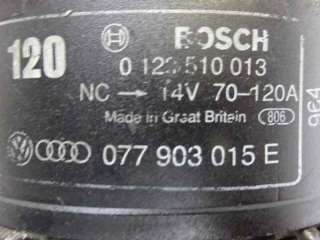 120 BOSCH
0 123 510 013
NC → 14V 70-120A
Made in Great Britain 806
077 903 015 E
964